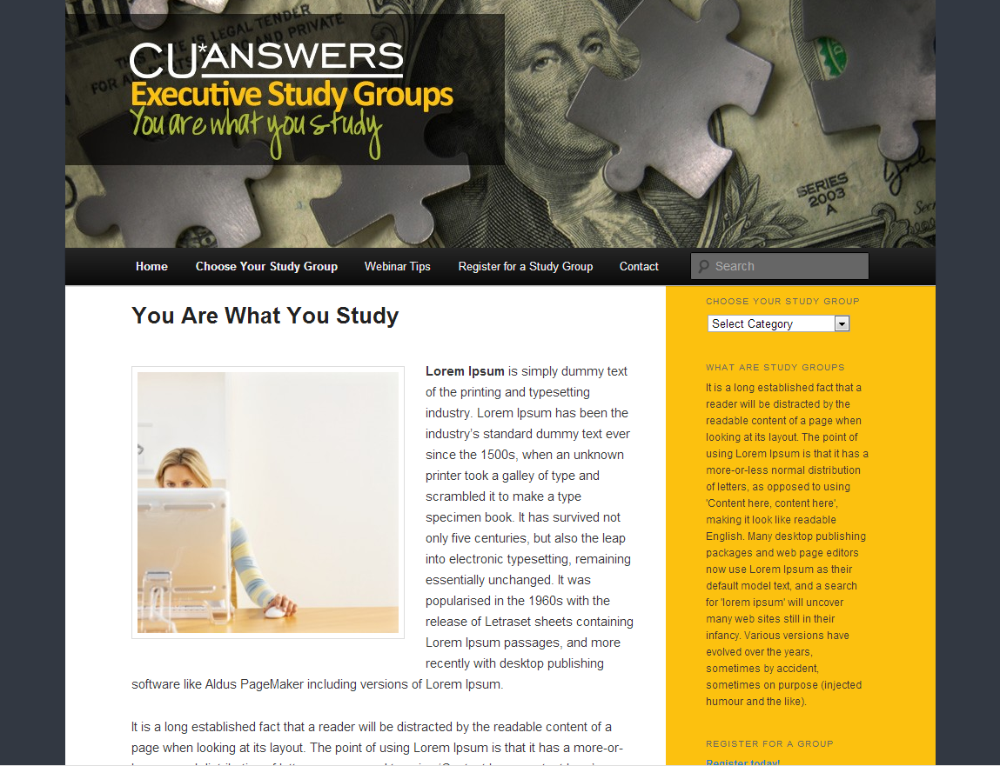 THIS NOTE IS LEGAL TENDER
CU*ANSWERS
Executive Study Groups
You are what you study
SERIES
2003
A
Home Choose Your Study Group Webinar Tips Register for a Study Group Contact Search
You Are What You Study
Lorem Ipsum is simply dummy text
of the printing and typesetting
industry. Lorem Ipsum has been the
industry’s standard dummy text ever
since the 1500s, when an unknown
printer took a galley of type and
scrambled it to make a type
specimen book. It has survived not
only five centuries, but also the leap
into electronic typesetting, remaining
essentially unchanged. It was
popularised in the 1960s with the
release of Letraset sheets containing
Lorem Ipsum passages, and more
recently with desktop publishing
software like Aldus PageMaker including versions of Lorem Ipsum.
It is a long established fact that a reader will be distracted by the readable content of a
page when looking at its layout. The point of using Lorem Ipsum is that it has a more-or-
CHOOSE YOUR STUDY GROUP
Select Category
WHAT ARE STUDY GROUPS
It is a long established fact that a
reader will be distracted by the
readable content of a page when
looking at its layout. The point of
using Lorem Ipsum is that it has a
more-or-less normal distribution
of letters, as opposed to using
'Content here, content here',
making it look like readable
English. Many desktop publishing
packages and web page editors
now use Lorem Ipsum as their
default model text, and a search
for 'lorem ipsum' will uncover
many web sites still in their
infancy. Various versions have
evolved over the years,
sometimes by accident,
sometimes on purpose (injected
humour and the like).
REGISTER FOR A GROUP
Register today!